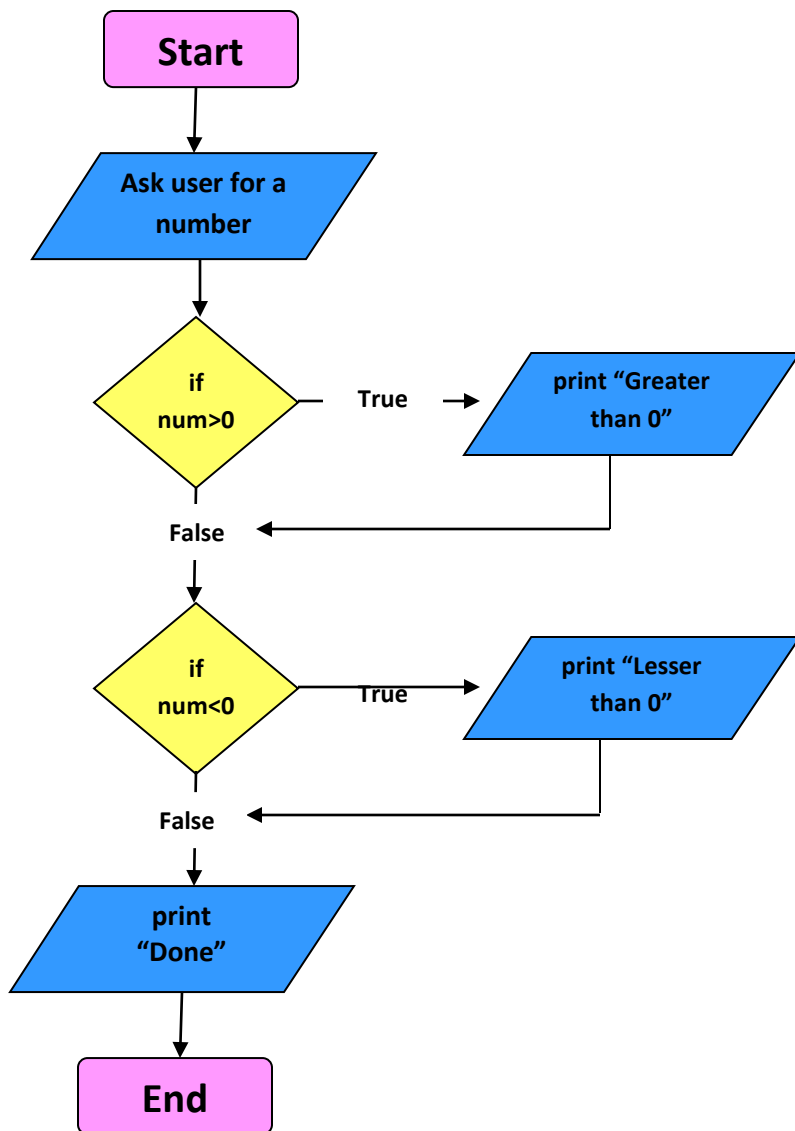 Start
Ask user for a
number
if
num>0
True
print “Greater
than 0”
False
if
num<0
True
print “Lesser
than 0”
False
print
“Done”
End